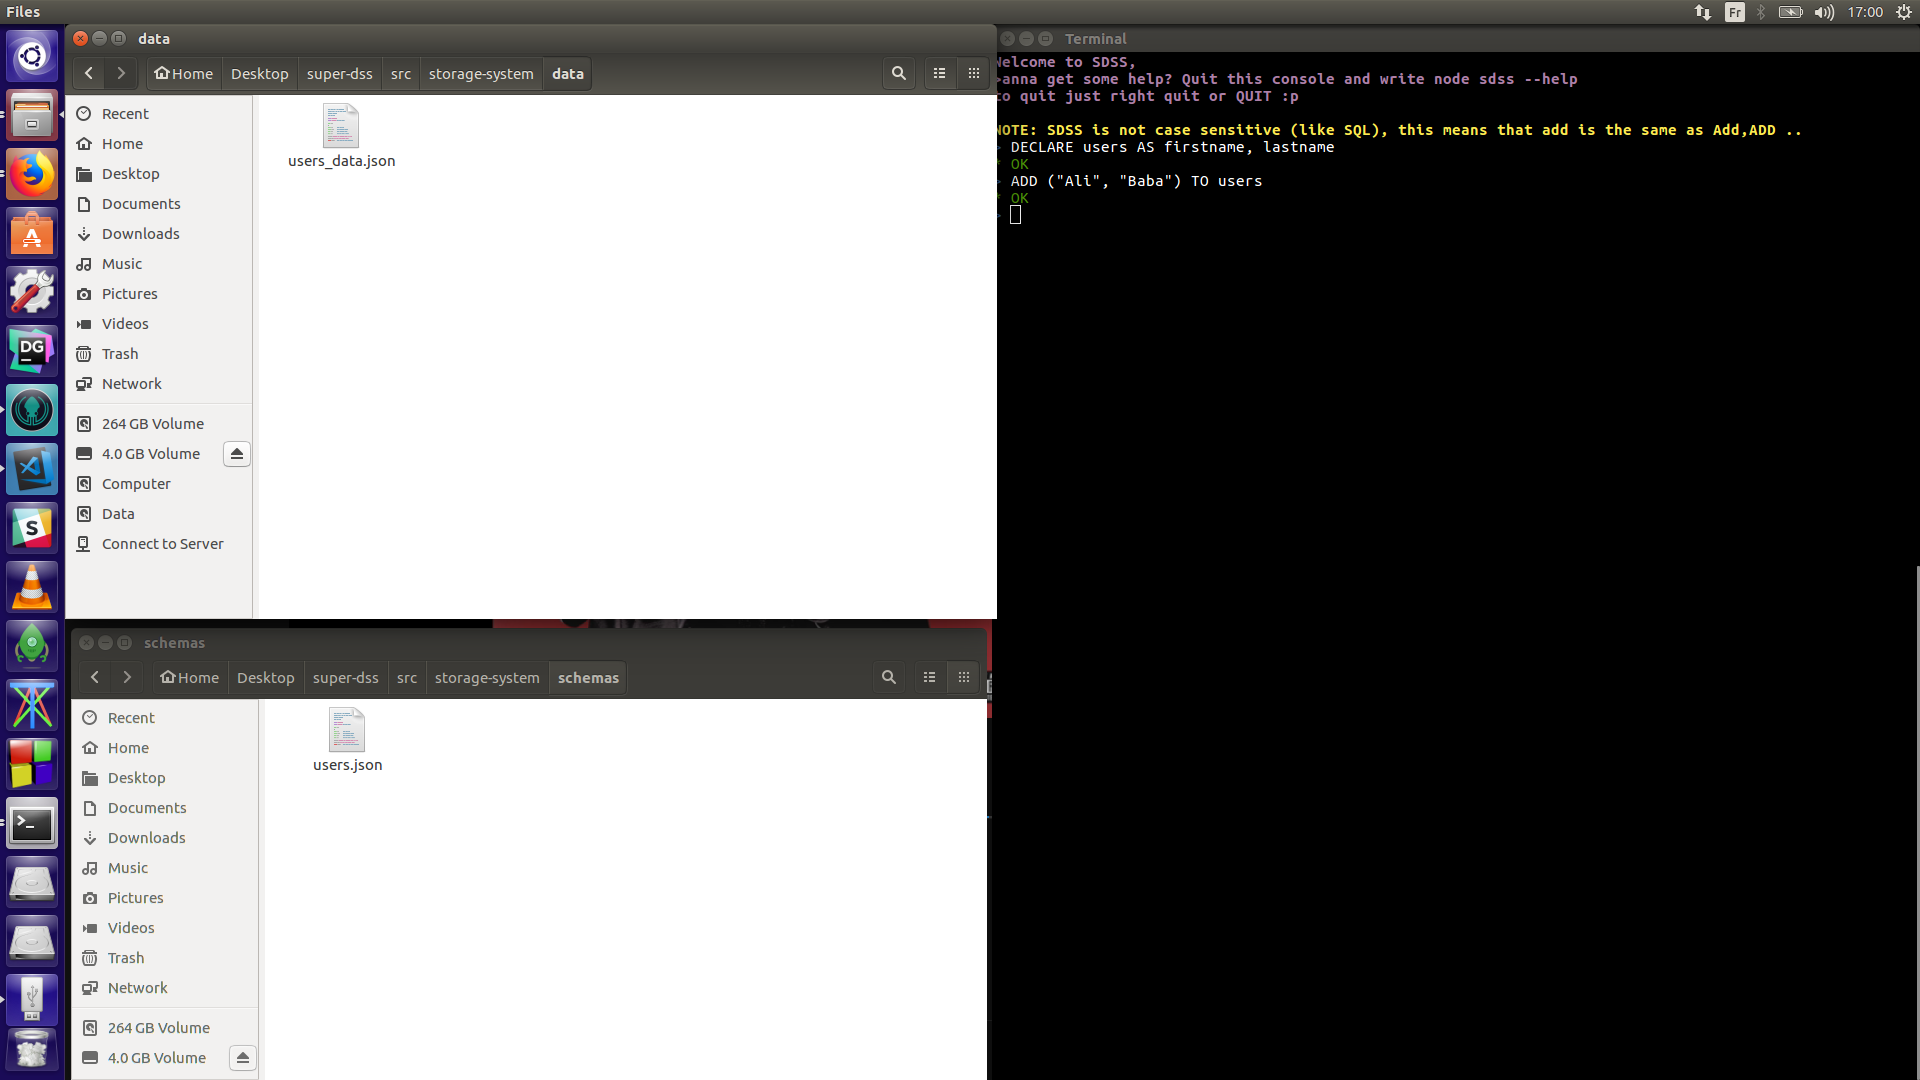 Files
Fr
17:00
data
Home
Desktop
super-dss
src
storage-system
data
Recent
Home
Desktop
Documents
Downloads
Music
Pictures
Videos
Trash
Network
264 GB Volume
4.0 GB Volume
Computer
Data
Connect to Server
users_data.json
schemas
Home
Desktop
super-dss
src
storage-system
schemas
Recent
Home
Desktop
Documents
Downloads
Music
Pictures
Videos
Trash
Network
264 GB Volume
4.0 GB Volume
users.json
Terminal
Welcome to SDSS,
wanna get some help? Quit this console and write node sdss --help
to quit just right quit or QUIT :p
NOTE: SDSS is not case sensitive (like SQL), this means that add is the same as Add,ADD ..
> DECLARE users AS firstname, lastname
* OK
> ADD ("Ali", "Baba") TO users
* OK
>
DG
S
A
>_